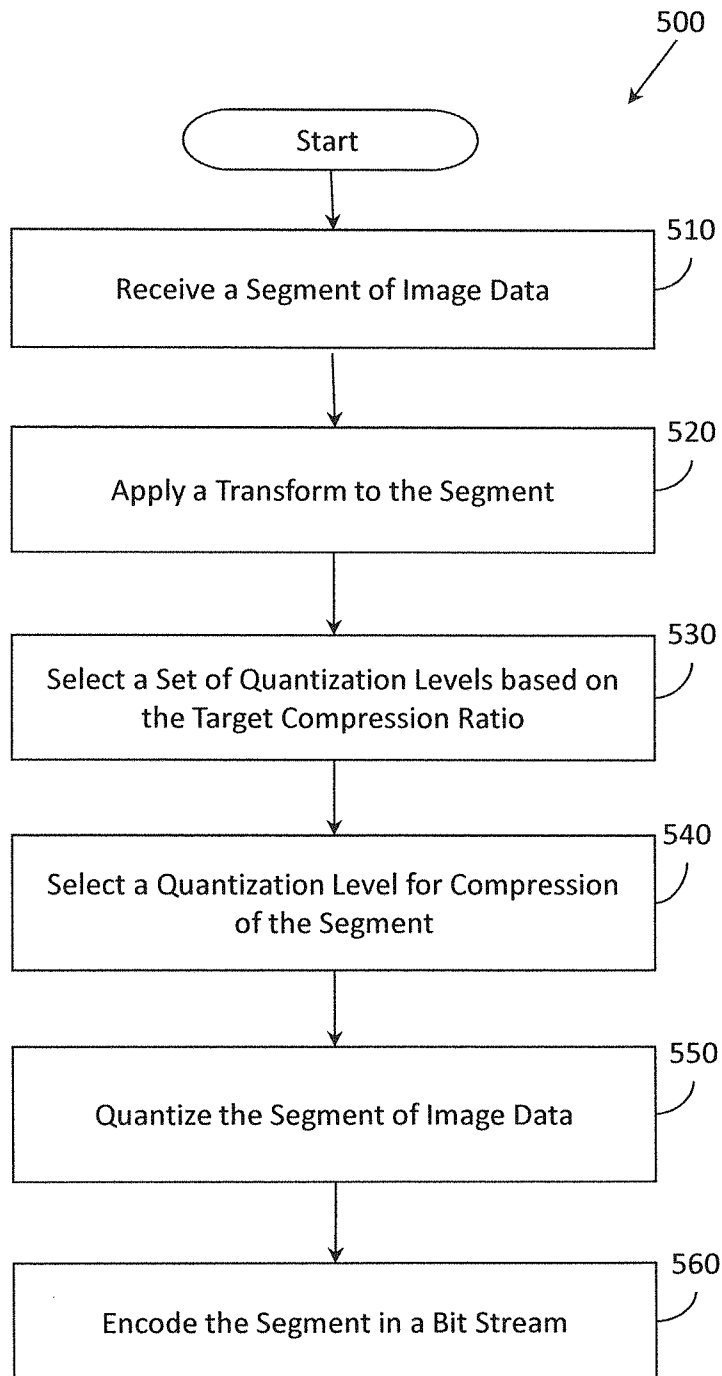 500
Start
510
Receive a Segment of Image Data
520
Apply a Transform to the Segment
530
Select a Set of Quantization Levels based on
the Target Compression Ratio
540
Select a Quantization Level for Compression
of the Segment
550
Quantize the Segment of Image Data
560
Encode the Segment in a Bit Stream